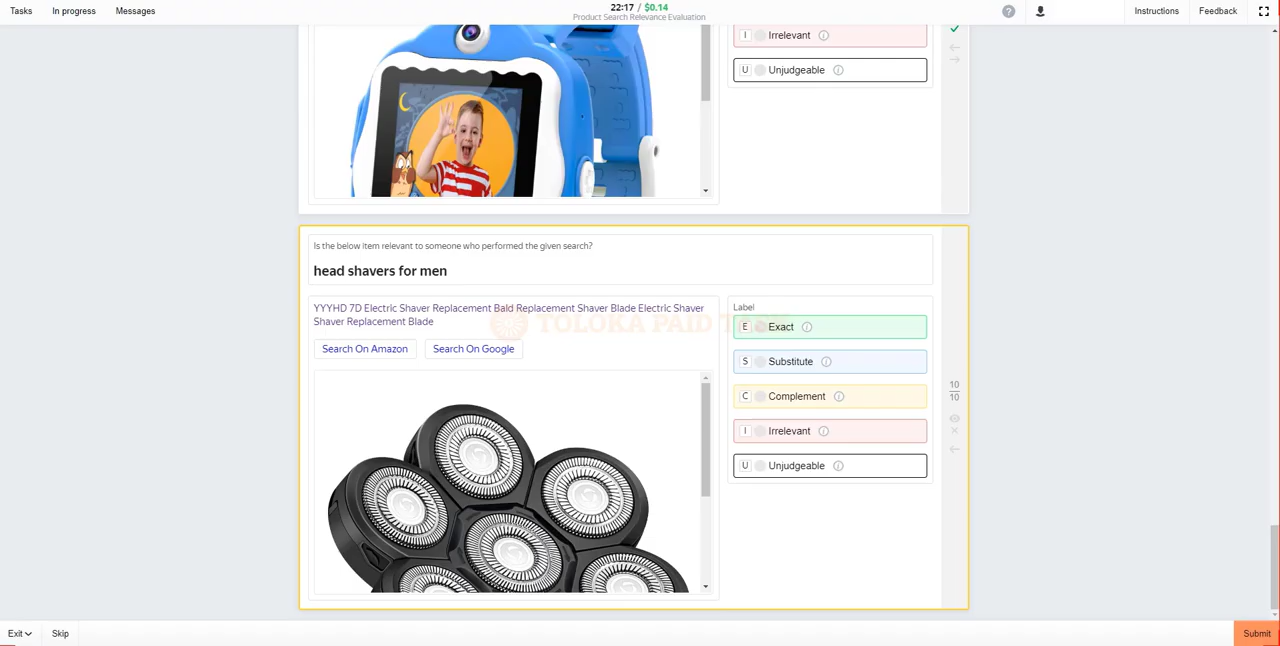 Tasks In progress Messages 22:17 / $0.14 Instructions Feedback
Product Search Relevance Evaluation
I Irrelevant
U Unjudgeable
Is the below item relevant to someone who performed the given search?
head shavers for men
YYYHD 7D Electric Shaver Replacement Bald Replacement Shaver Blade Electric Shaver
Shaver Replacement Blade
Search On Amazon Search On Google
TOLOKA PAID
Label
E Exact
S Substitute
C Complement
I Irrelevant
U Unjudgeable
10
10
Exit Skip Submit